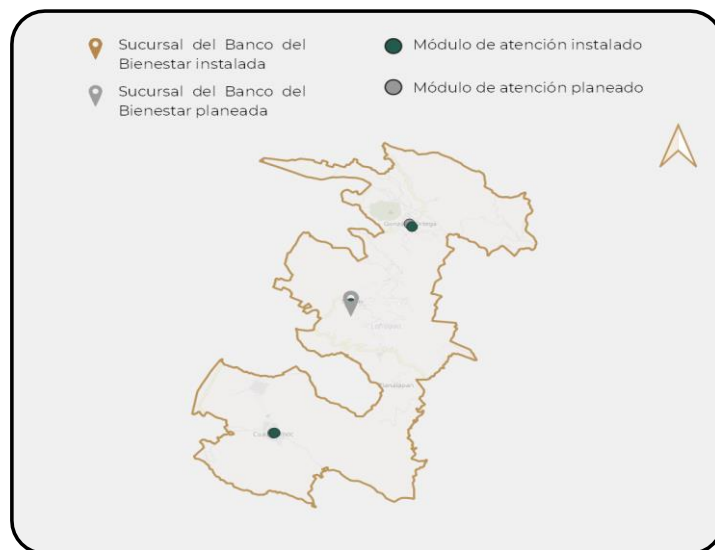 Sucursal del Banco del
Bienestar instalada
Módulo de atención instalado
Sucursal del Banco del
Bienestar planeada
Módulo de atención planeado